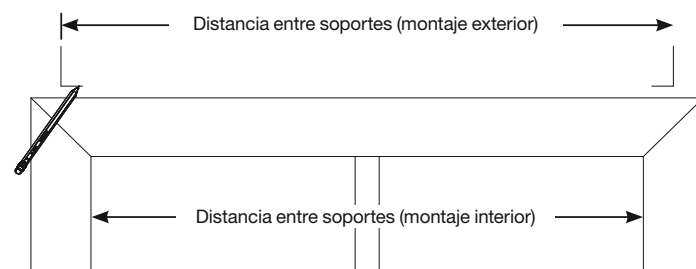 Distancia entre soportes (montaje exterior)
Distancia entre soportes (montaje interior)